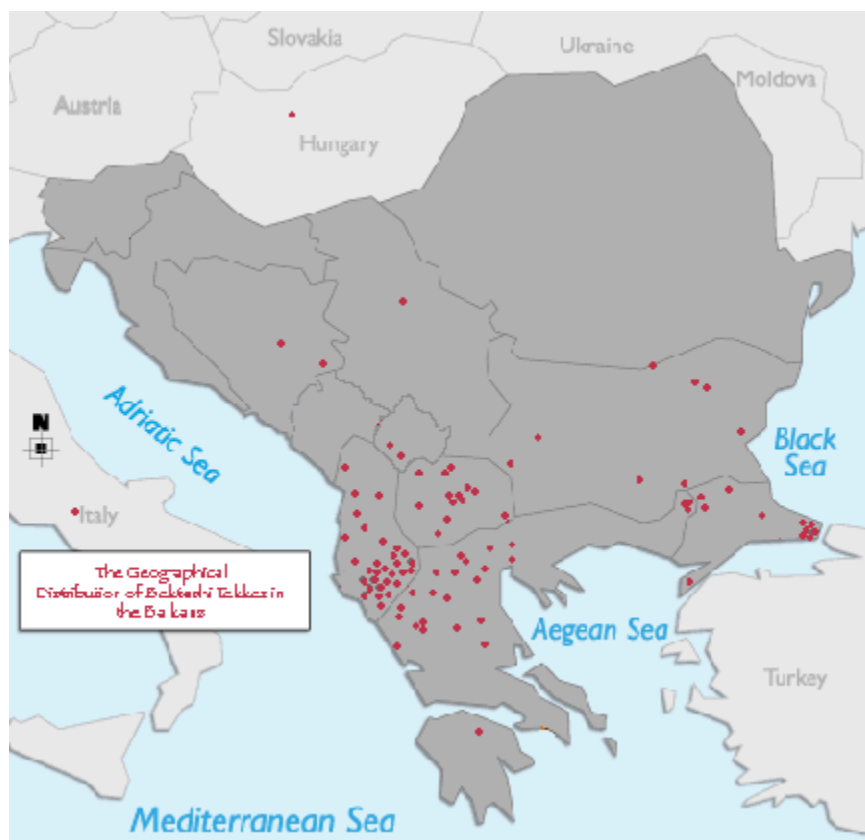 Slovakia
Ukraine
Moldova
Austria
Hungary
Adriatic Sea
N
Black
Sea
Italy
The Geographical
Distribution of Bektashi Tekkes in
the Balkans
Aegean Sea
Turkey
Mediterranean Sea